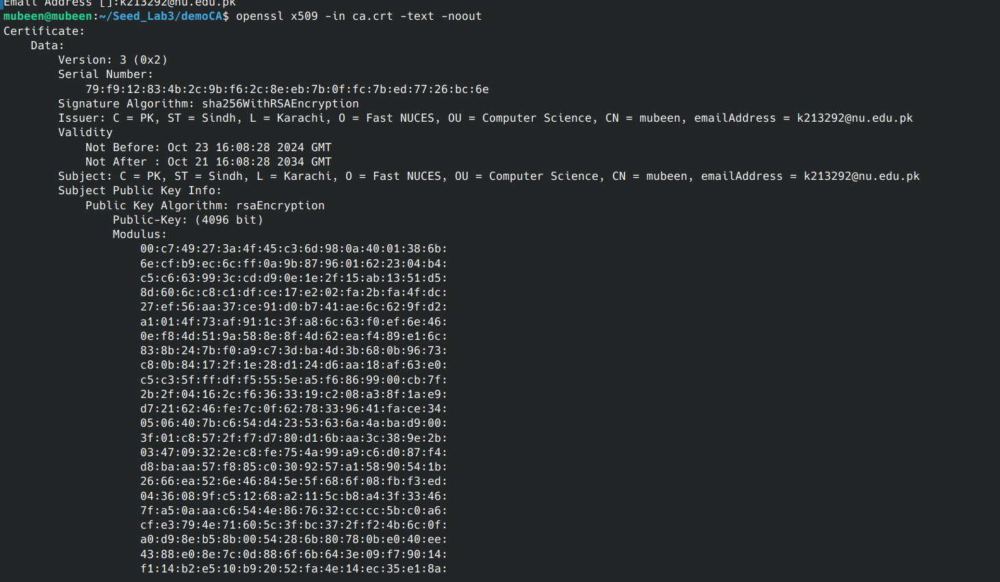 Email Address []:k213292@nu.edu.pk
mubeen@mubeen:~/Seed_Lab3/demoCA$ openssl x509 -in ca.crt -text -noout
Certificate:
    Data:
        Version: 3 (0x2)
        Serial Number:
            79:f9:12:83:4b:2c:9b:f6:2c:8e:eb:7b:0f:fc:7b:ed:77:26:bc:6e
        Signature Algorithm: sha256WithRSAEncryption
        Issuer: C = PK, ST = Sindh, L = Karachi, O = Fast NUCES, OU = Computer Science, CN = mubeen, emailAddress = k213292@nu.edu.pk
        Validity
            Not Before: Oct 23 16:08:28 2024 GMT
            Not After : Oct 21 16:08:28 2034 GMT
        Subject: C = PK, ST = Sindh, L = Karachi, O = Fast NUCES, OU = Computer Science, CN = mubeen, emailAddress = k213292@nu.edu.pk
        Subject Public Key Info:
            Public Key Algorithm: rsaEncryption
                Public-Key: (4096 bit)
                Modulus:
                    00:c7:49:27:3a:4f:45:c3:6d:98:0a:40:01:38:6b:
                    6e:cf:b9:ec:6c:ff:0a:9b:87:96:01:62:23:04:b4:
                    c5:c6:63:99:3c:cd:d9:0e:1e:2f:15:ab:13:51:d5:
                    8d:60:6c:c8:c1:df:ce:17:e2:02:fa:2b:fa:4f:dc:
                    27:ef:56:aa:37:ce:91:d0:b7:41:ae:6c:62:9f:d2:
                    a1:01:4f:73:af:91:1c:3f:a8:6c:63:f0:ef:6e:46:
                    0e:f8:4d:51:9a:58:8e:8f:4d:62:ea:f4:89:e1:6c:
                    83:8b:24:7b:f0:a9:c7:3d:ba:4d:3b:68:0b:96:73:
                    c8:0b:84:17:2f:1e:28:d1:24:d6:aa:18:af:63:e0:
                    c5:c3:5f:ff:df:f5:55:5e:a5:f6:86:99:00:cb:7f:
                    2b:2f:04:16:2c:f6:36:33:19:c2:08:a3:8f:1a:e9:
                    d7:21:62:46:fe:7c:0f:62:78:33:96:41:fa:ce:34:
                    05:06:40:7b:c6:54:d4:23:53:63:6a:4a:ba:d9:00:
                    3f:01:c8:57:2f:f7:d7:80:d1:6b:aa:3c:38:9e:2b:
                    03:47:09:32:2e:c8:fe:75:4a:99:a9:c6:d0:87:f4:
                    d8:ba:aa:57:f8:85:c0:30:92:57:a1:58:90:54:1b:
                    26:66:ea:52:6e:46:84:5e:5f:68:6f:08:fb:f3:ed:
                    04:36:08:9f:c5:12:68:a2:11:5c:b8:a4:3f:33:46:
                    7f:a5:0a:aa:c6:54:4e:86:76:32:cc:cc:5b:c0:a6:
                    cf:e3:79:4e:71:60:5c:3f:bc:37:2f:f2:4b:6c:0f:
                    a0:d9:8e:b5:8b:00:54:28:6b:80:78:0b:e0:40:ee:
                    43:88:e0:8e:7c:0d:88:6f:6b:64:3e:09:f7:90:14:
                    f1:14:b2:e5:10:b9:20:52:fa:4e:14:ec:35:e1:8a: